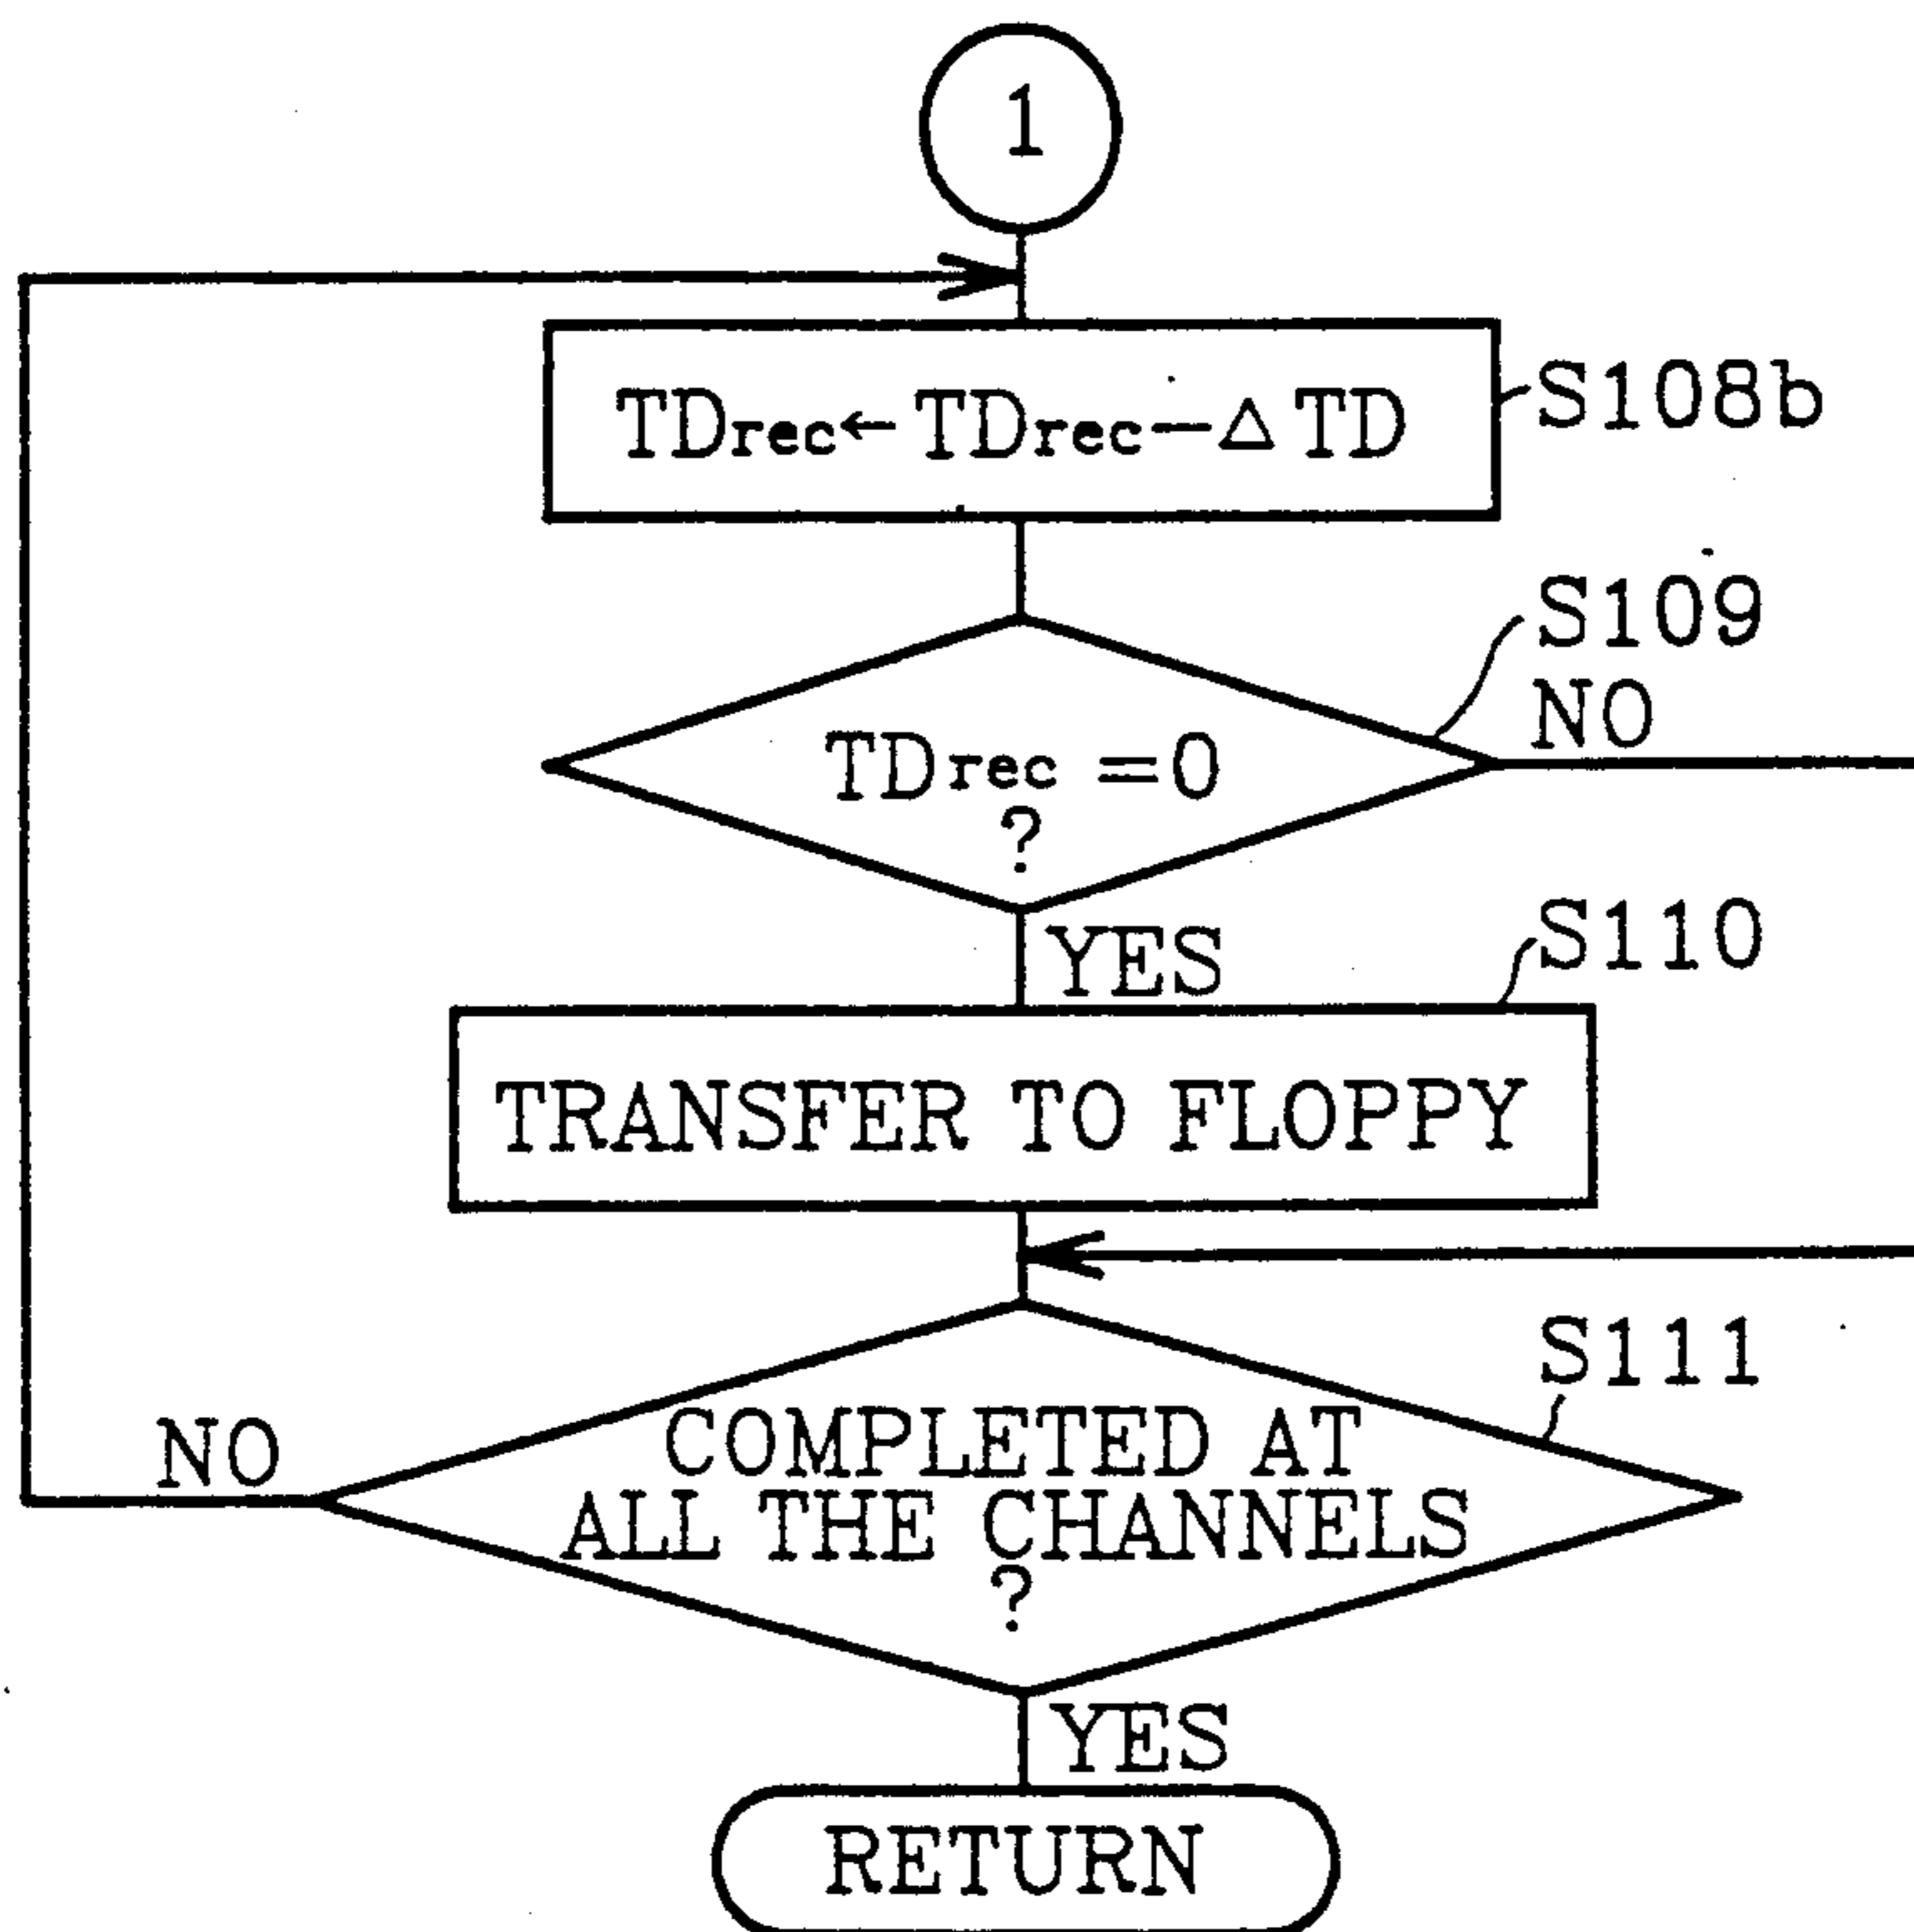 1
TDrec← TDrec−△TD
S108b
S109
NO
TDrec =0
?
YES
S110
TRANSFER TO FLOPPY
S111
NO
COMPLETED AT
ALL THE CHANNELS
?
YES
RETURN